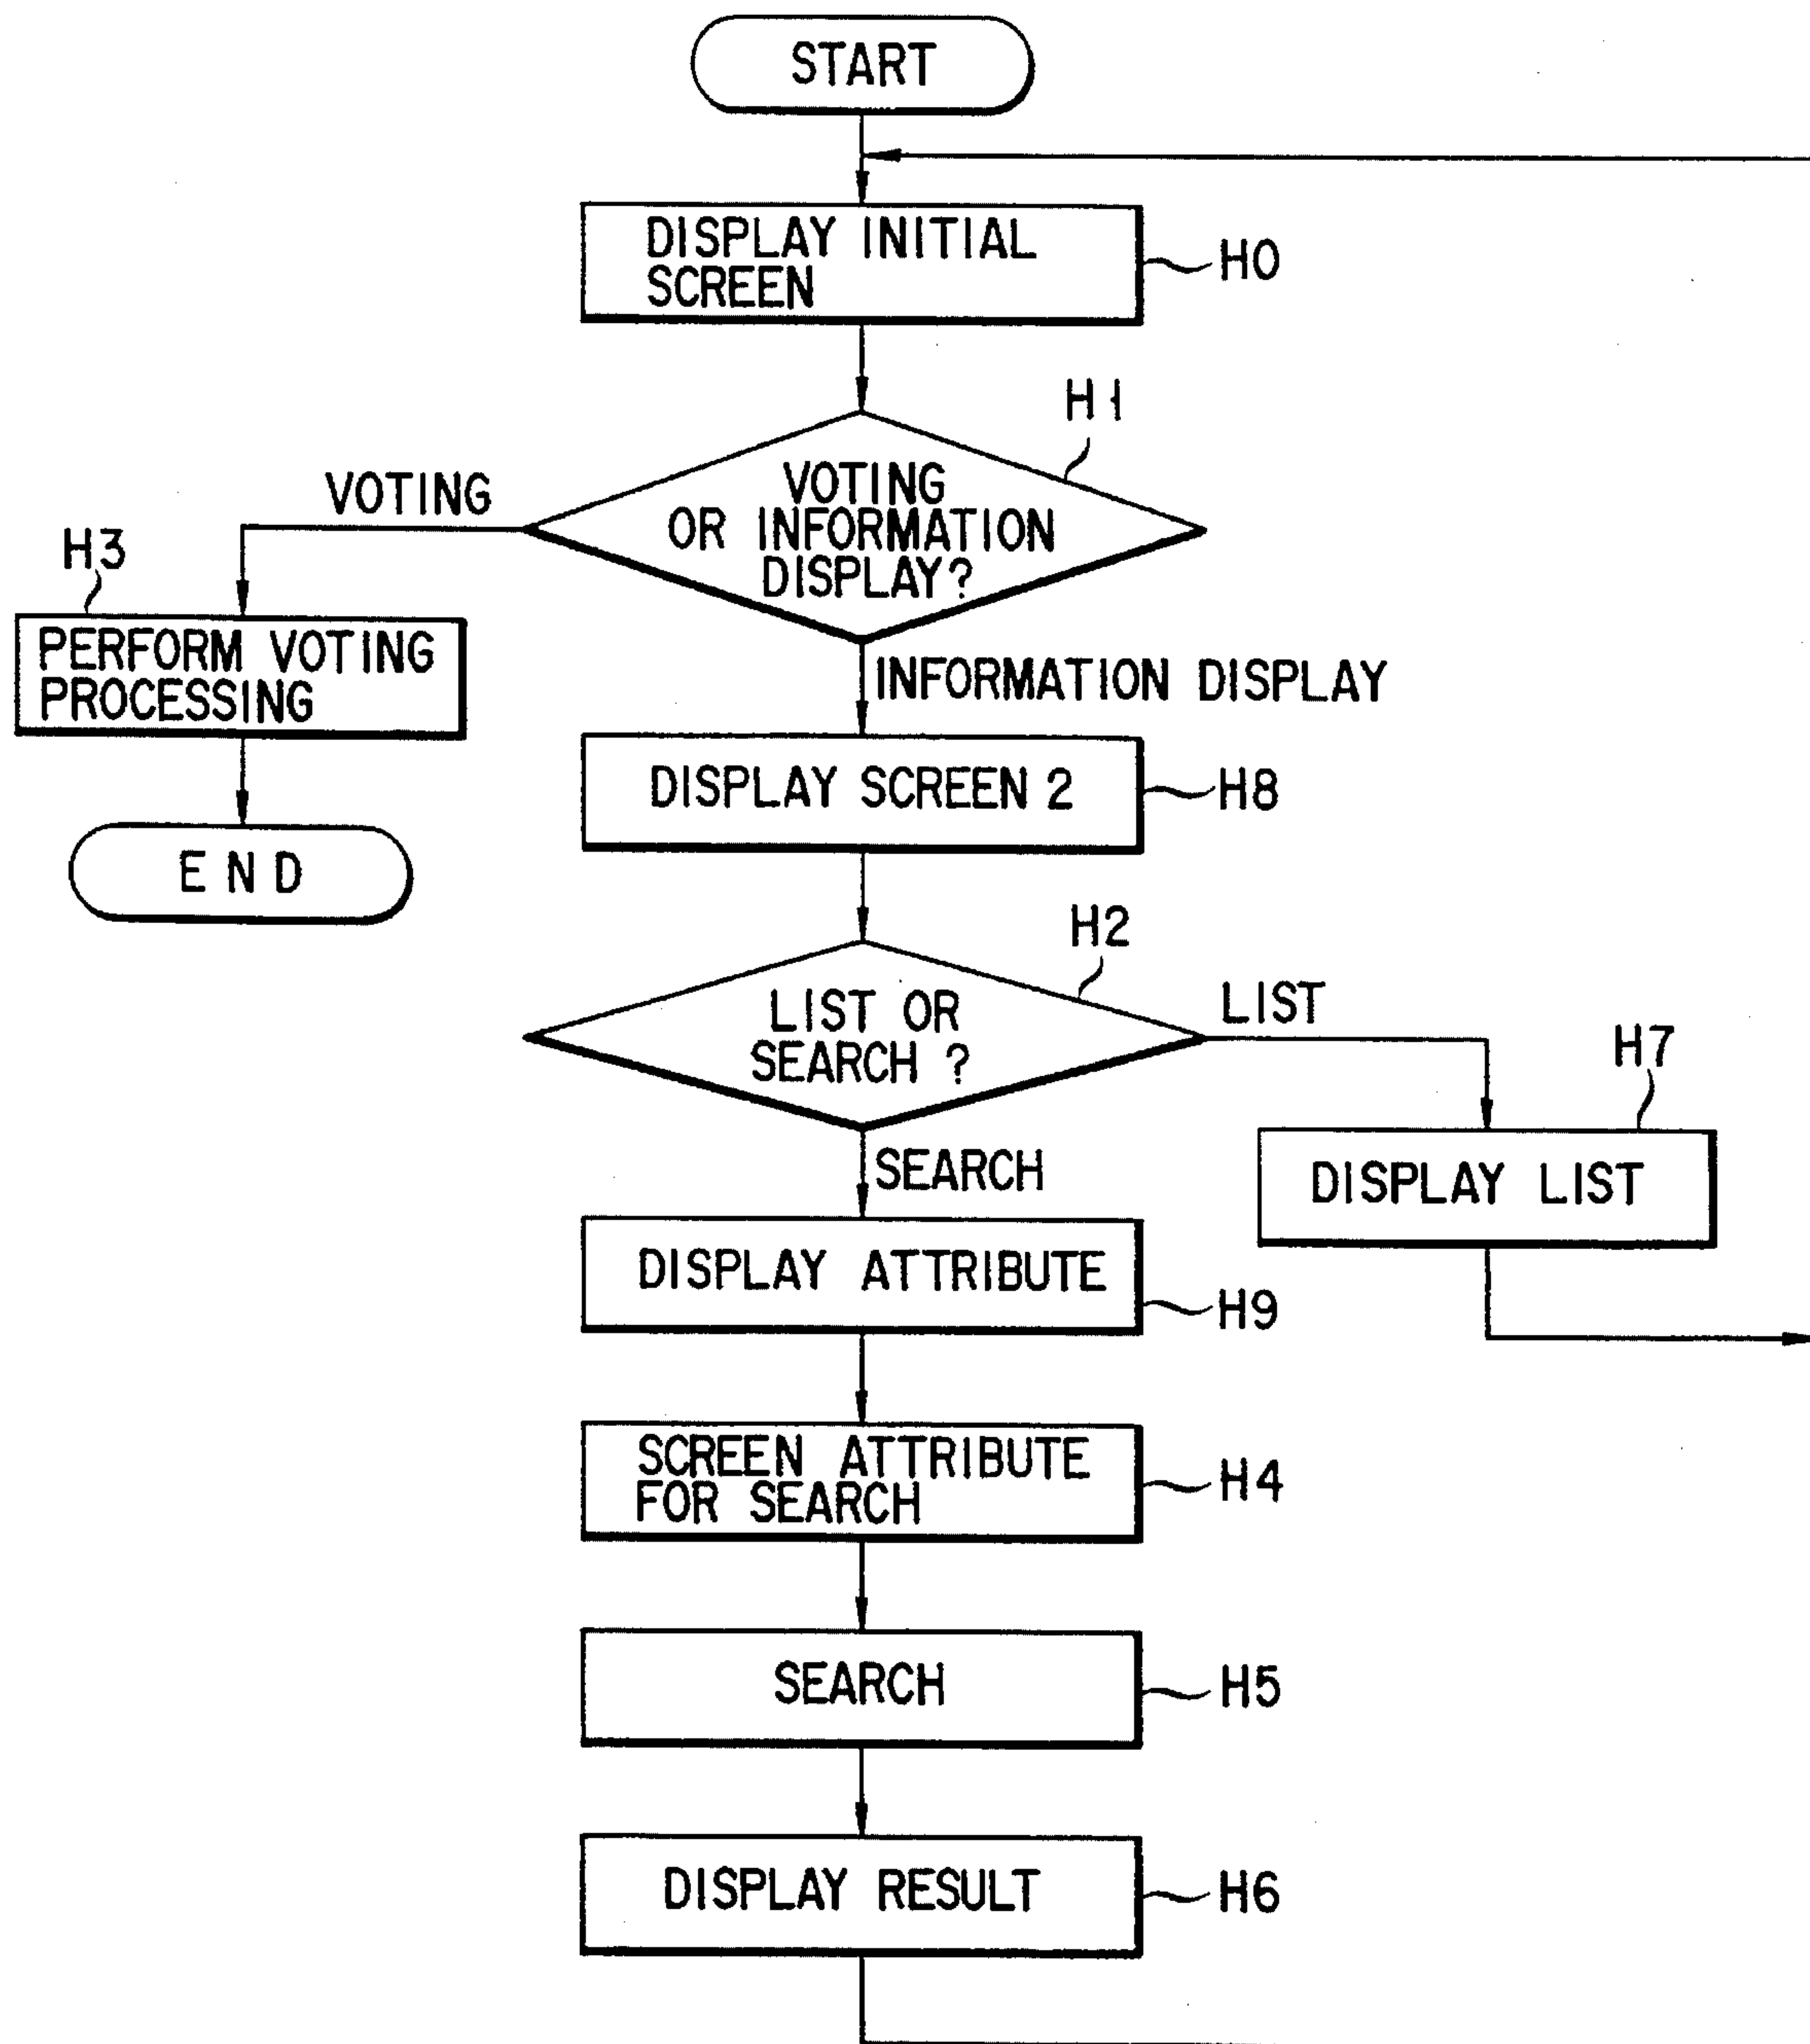 START
DISPLAY INITIAL
SCREEN
H0
H1
VOTING
OR INFORMATION
DISPLAY?
VOTING
H3
PERFORM VOTING
PROCESSING
END
INFORMATION DISPLAY
DISPLAY SCREEN 2
H8
H2
LIST OR
SEARCH ?
LIST
H7
DISPLAY LIST
SEARCH
DISPLAY ATTRIBUTE
H9
SCREEN ATTRIBUTE
FOR SEARCH
H4
SEARCH
H5
DISPLAY RESULT
H6